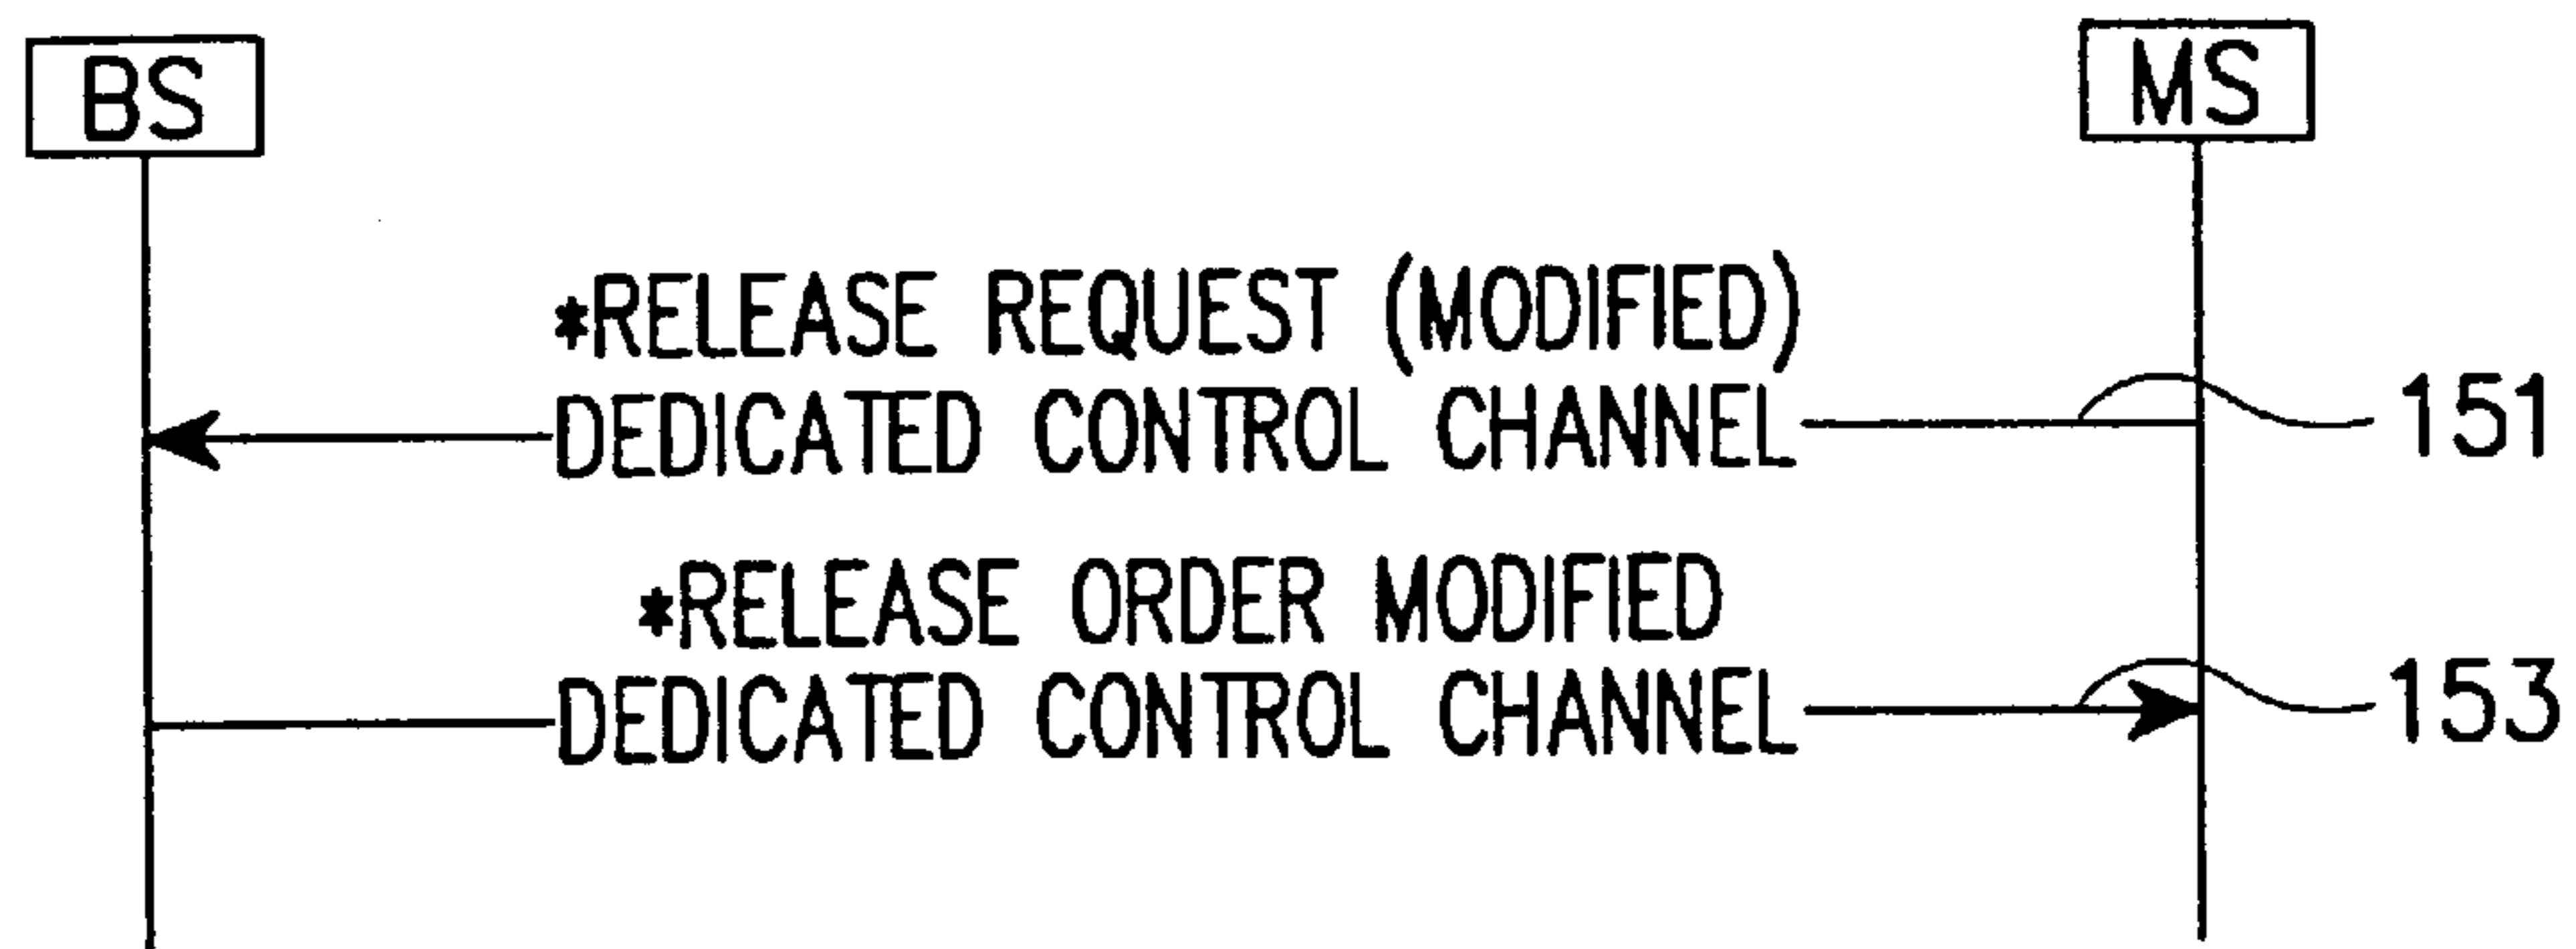 BS
MS
*RELEASE REQUEST (MODIFIED)
DEDICATED CONTROL CHANNEL
151
*RELEASE ORDER MODIFIED
DEDICATED CONTROL CHANNEL
153